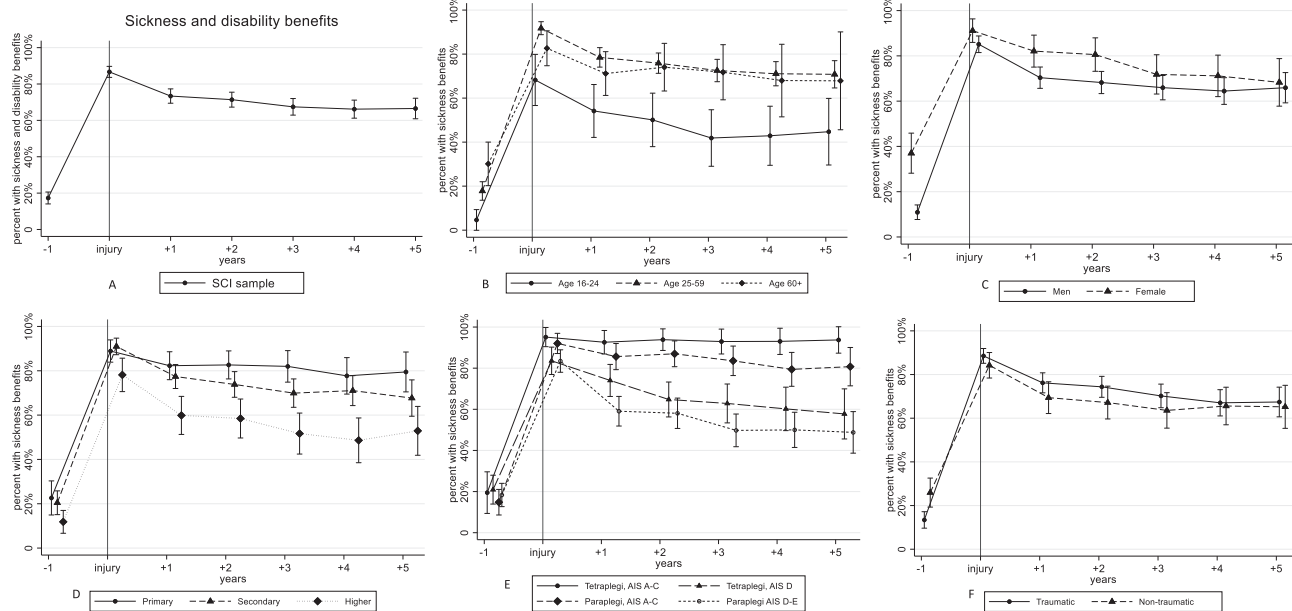 Sickness and disability benefits
percent with sickness and disability benefits
100%
80%
60%
40%
20%
0
-1 injury +1 +2 +3 +4 +5
years
A
SCI sample
percent with sickness benefits
100%
80%
60%
40%
20%
0
-1 injury +1 +2 +3 +4 +5
years
B
Age 16-24 Age 25-59 Age 60+
percent with sickness benefits
100%
80%
60%
40%
20%
0
-1 injury +1 +2 +3 +4 +5
years
C
Men Female
percent with sickness benefits
100%
80%
60%
40%
20%
0
-1 injury +1 +2 +3 +4 +5
years
D
Primary Secondary Higher
percent with sickness benefits
100%
80%
60%
40%
20%
0
-1 injury +1 +2 +3 +4 +5
years
E
Tetraplegi, AIS A-C Tetraplegi, AIS D
Paraplegi, AIS A-C Paraplegi AIS D-E
percent with sickness benefits
100%
80%
60%
40%
20%
0
-1 injury +1 +2 +3 +4 +5
years
F
Traumatic Non-traumatic